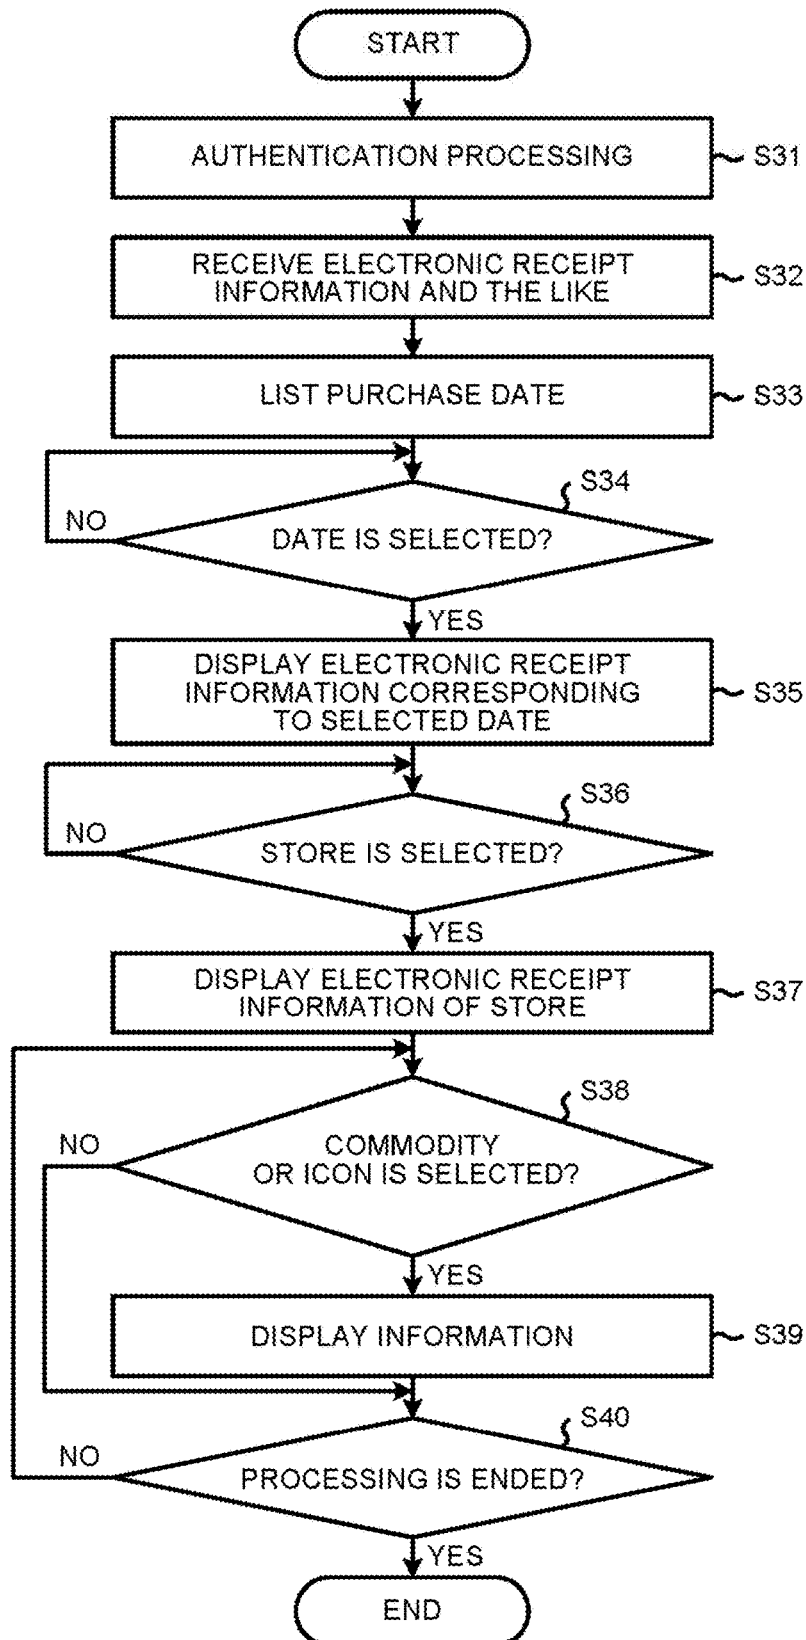 START
AUTHENTICATION PROCESSING
S31
RECEIVE ELECTRONIC RECEIPT
INFORMATION AND THE LIKE
S32
LIST PURCHASE DATE
S33
S34
NO
DATE IS SELECTED?
YES
DISPLAY ELECTRONIC RECEIPT
INFORMATION CORRESPONDING
TO SELECTED DATE
S35
S36
NO
STORE IS SELECTED?
YES
DISPLAY ELECTRONIC RECEIPT
INFORMATION OF STORE
S37
S38
NO
COMMODITY
OR ICON IS SELECTED?
YES
DISPLAY INFORMATION
S39
S40
NO
PROCESSING IS ENDED?
YES
END